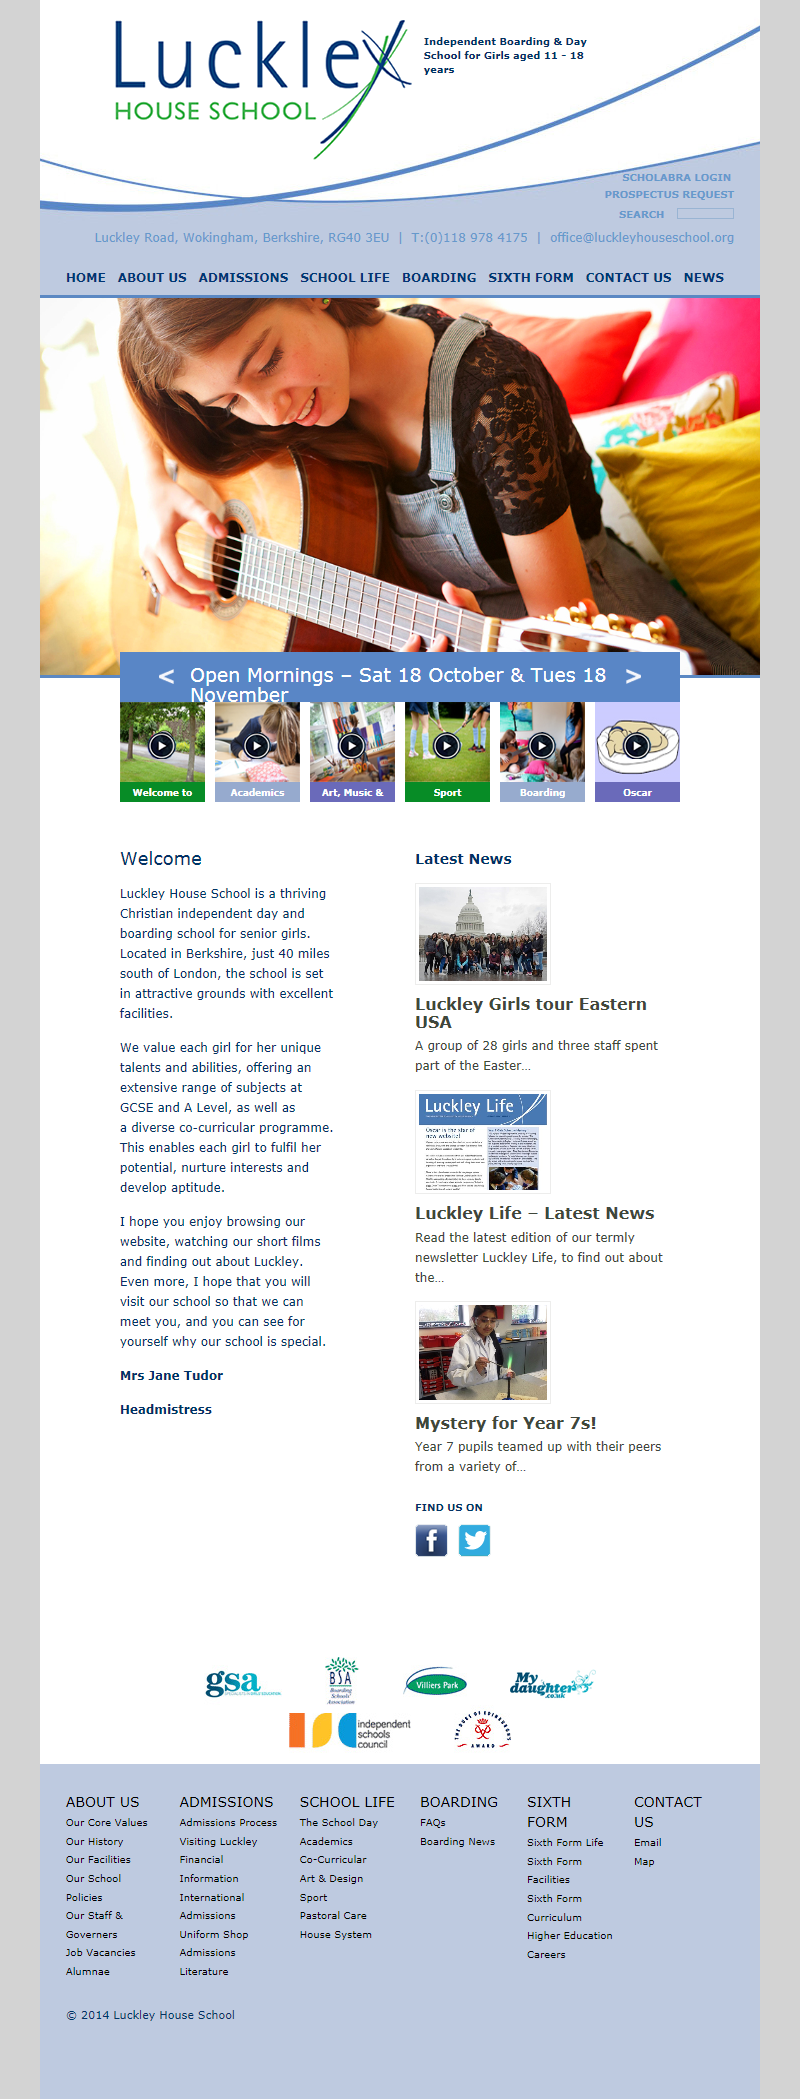 Luckley
HOUSE SCHOOL
Independent Boarding & Day
School for Girls aged 11 - 18
years
SCHOLABRA LOGIN
PROSPECTUS REQUEST
SEARCH
Luckley Road, Wokingham, Berkshire, RG40 3EU | T:(0)118 978 4175 | office@luckleyhouseschool.org
HOME ABOUT US ADMISSIONS SCHOOL LIFE BOARDING SIXTH FORM CONTACT US NEWS
< Open Mornings – Sat 18 October & Tues 18 >
November
Welcome to Academics Art, Music & Sport Boarding Oscar
Welcome
Luckley House School is a thriving
Christian independent day and
boarding school for senior girls.
Located in Berkshire, just 40 miles
south of London, the school is set
in attractive grounds with excellent
facilities.
We value each girl for her unique
talents and abilities, offering an
extensive range of subjects at
GCSE and A Level, as well as
a diverse co-curricular programme.
This enables each girl to fulfil her
potential, nurture interests and
develop aptitude.
I hope you enjoy browsing our
website, watching our short films
and finding out about Luckley.
Even more, I hope that you will
visit our school so that we can
meet you, and you can see for
yourself why our school is special.
Mrs Jane Tudor
Headmistress
Latest News
Luckley Girls tour Eastern
USA
A group of 28 girls and three staff spent
part of the Easter...
Luckley Life
Oscar is the star of
new website!
Luckley Life – Latest News
Read the latest edition of our termly
newsletter Luckley Life, to find out about
the...
Mystery for Year 7s!
Year 7 pupils teamed up with their peers
from a variety of...
FIND US ON
gsa
BSA
Boarding
Schools'
Association
Villiers Park
My
daughter
.co.uk
isc independent
schools
council
THE DUKE OF EDINBURGH'S
AWARD
ABOUT US
Our Core Values
Our History
Our Facilities
Our School
Policies
Our Staff &
Governers
Job Vacancies
Alumnae
ADMISSIONS
Admissions Process
Visiting Luckley
Financial
Information
International
Admissions
Uniform Shop
Admissions
Literature
SCHOOL LIFE
The School Day
Academics
Co-Curricular
Art & Design
Sport
Pastoral Care
House System
BOARDING
FAQs
Boarding News
SIXTH
FORM
Sixth Form Life
Sixth Form
Facilities
Sixth Form
Curriculum
Higher Education
Careers
CONTACT
US
Email
Map
© 2014 Luckley House School